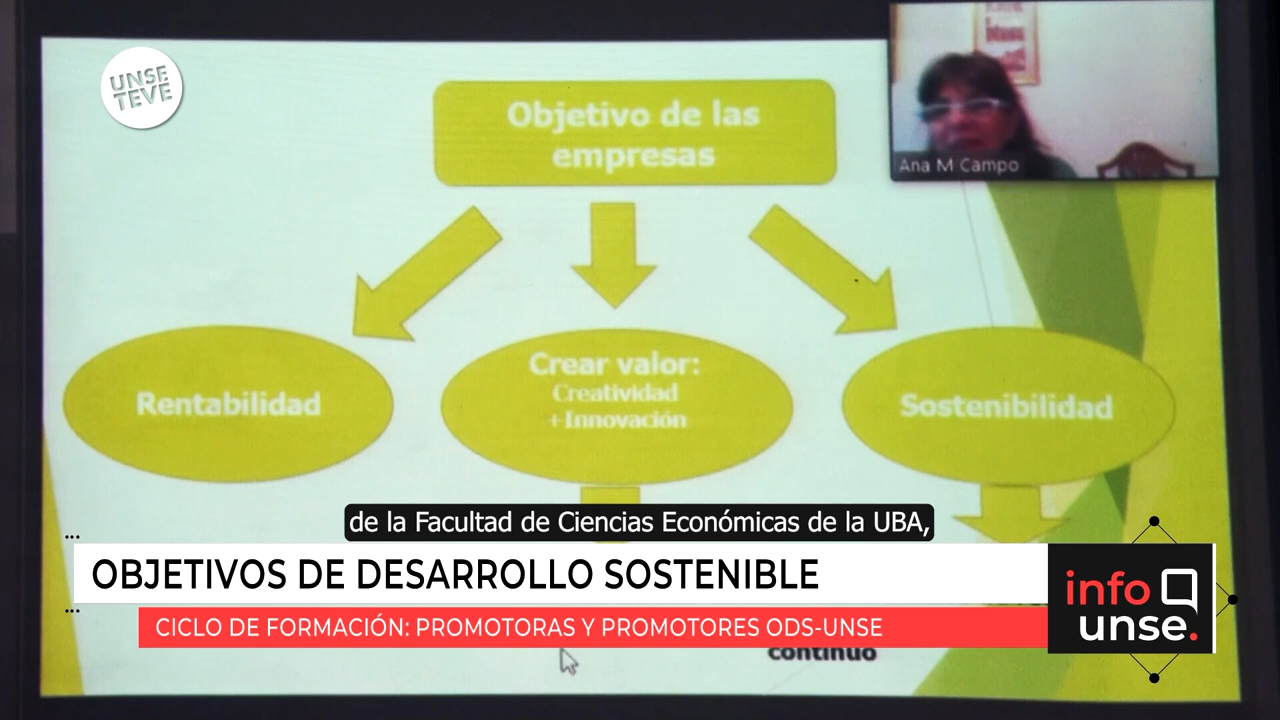 UNSE
TEVE
Objetivo de las
empresas
Ana M Campo
Rentabilidad
Crear valor:
Creatividad
+Innovación
Sostenibilidad
de la Facultad de Ciencias Económicas de la UBA,
OBJETIVOS DE DESARROLLO SOSTENIBLE
CICLO DE FORMACIÓN: PROMOTORAS Y PROMOTORES ODS-UNSE
info
unse.
continuo